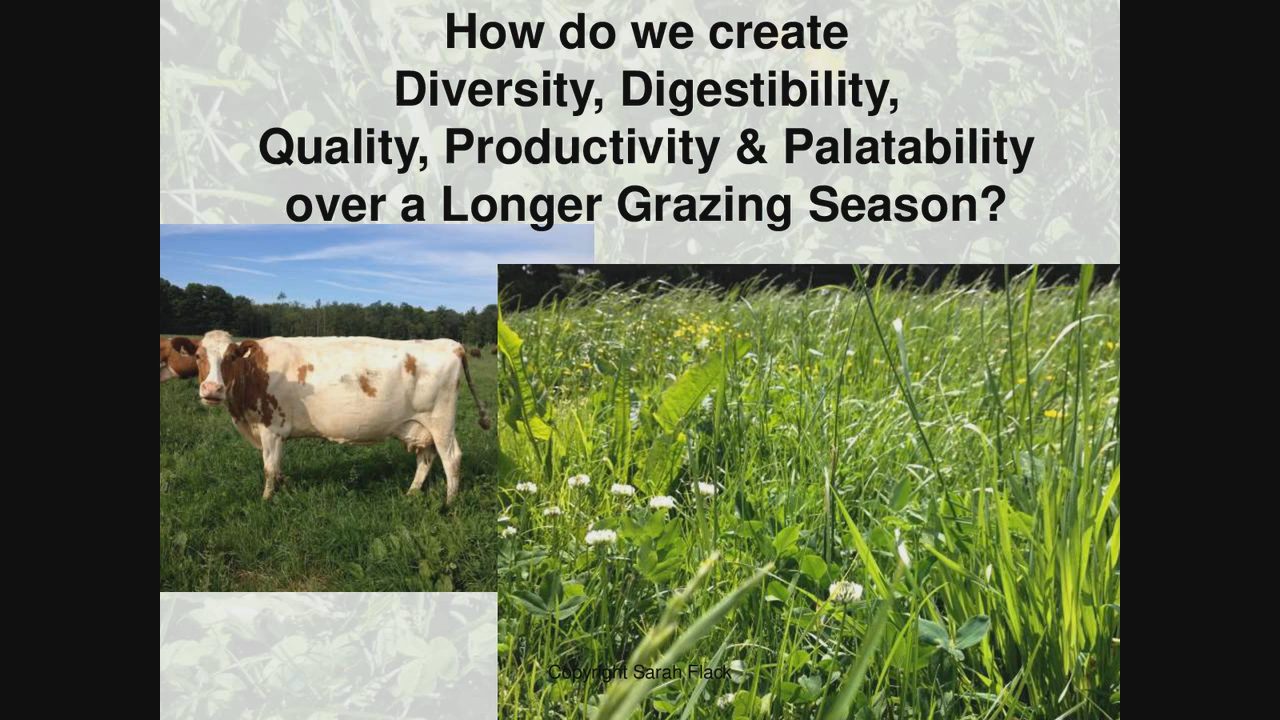 How do we create
Diversity, Digestibility,
Quality, Productivity & Palatability
over a Longer Grazing Season?
Copyright Sarah Flack